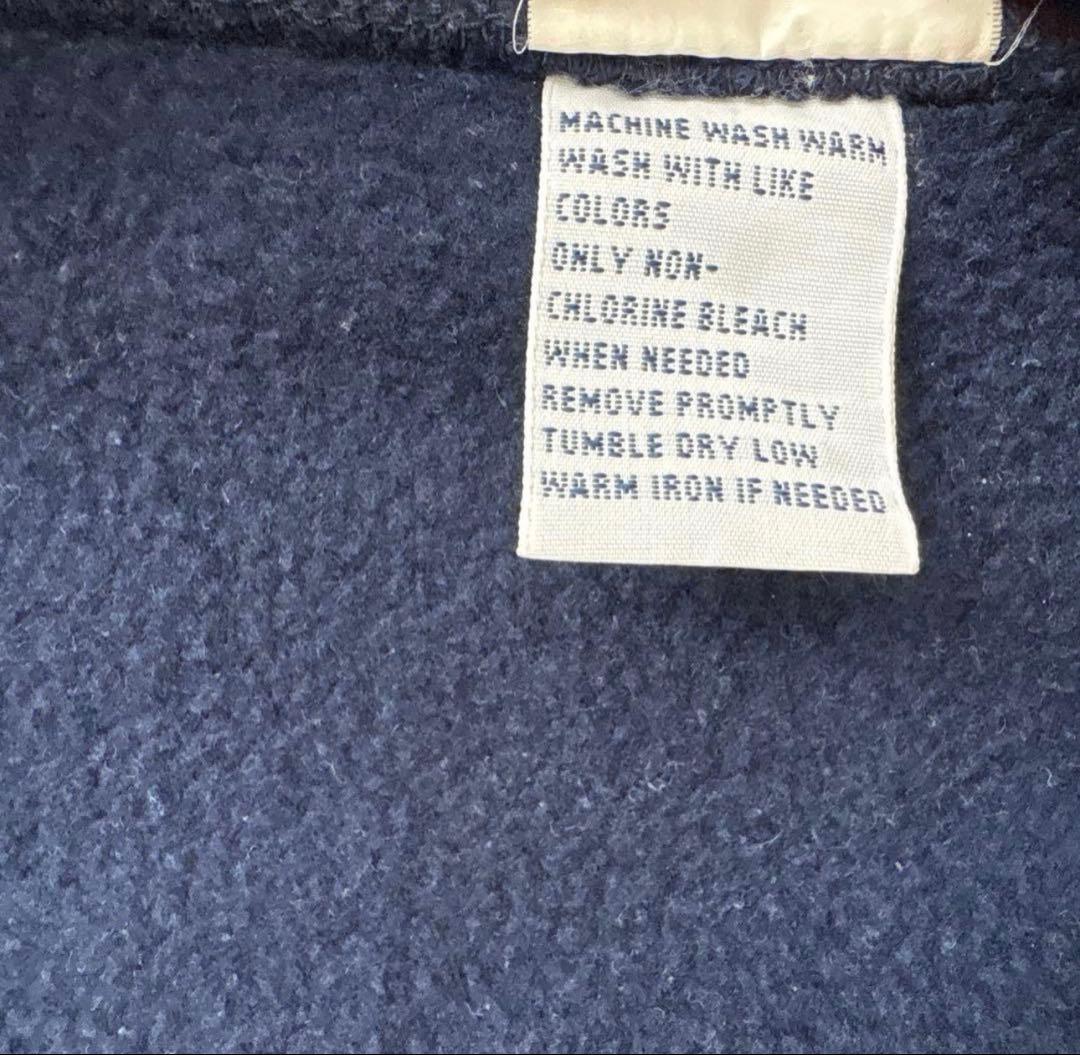 MACHINE WASH WARM
WASH WITH LIKE
COLORS
ONLY NON-
CHLORINE BLEACH
WHEN NEEDED
REMOVE PROMPTLY
TUMBLE DRY LOW
WARM IRON IF NEEDED